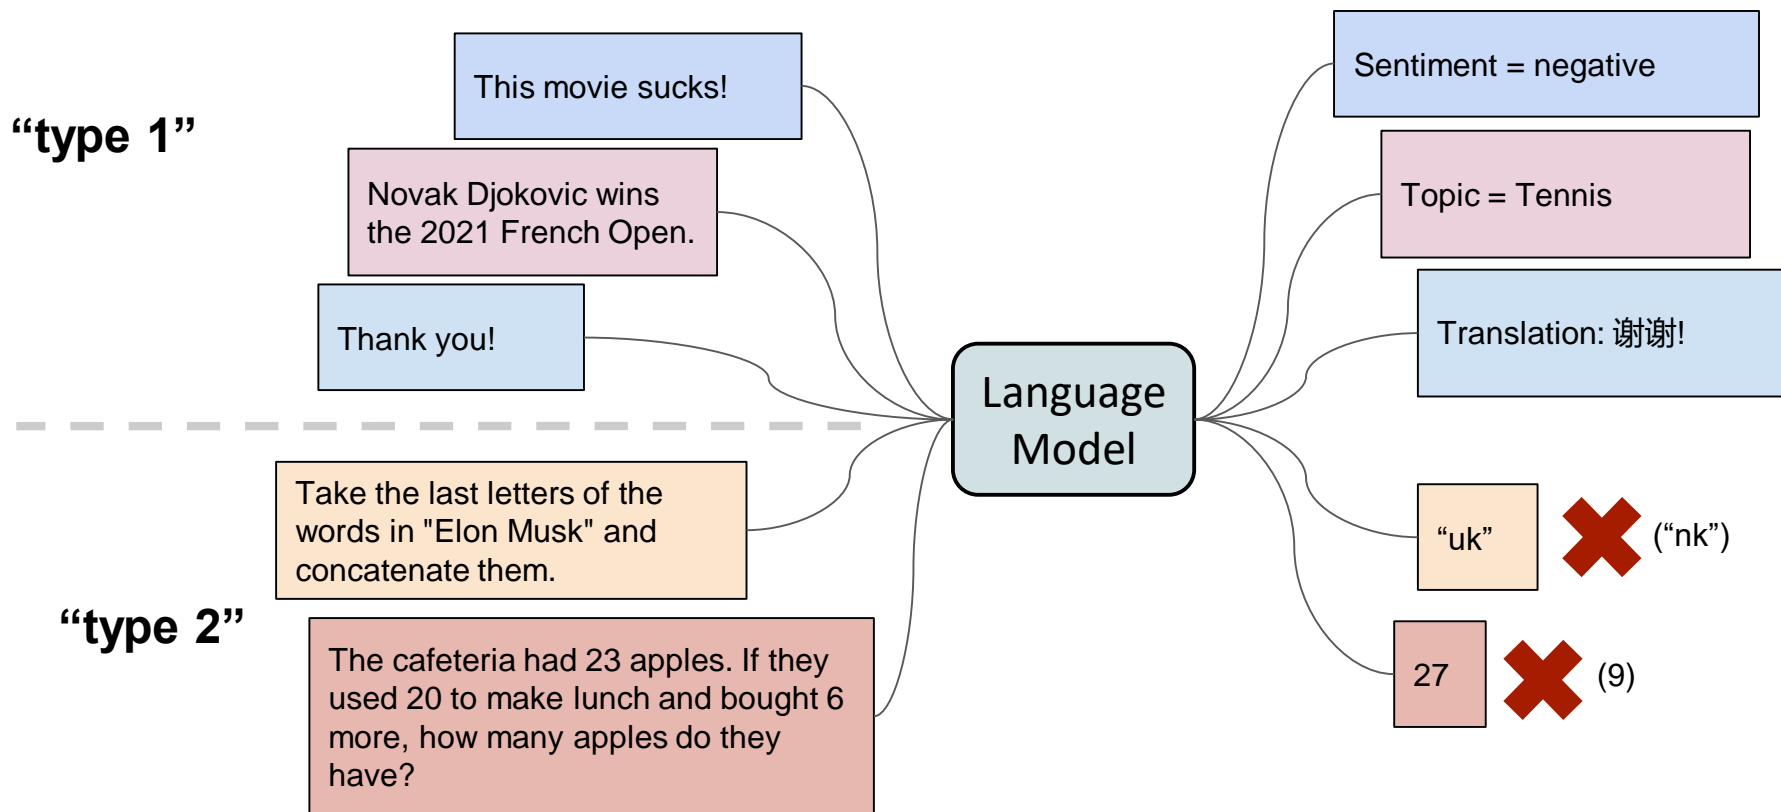 “type 1”
This movie sucks!
Novak Djokovic wins
the 2021 French Open.
Thank you!
“type 2”
Take the last letters of the
words in "Elon Musk" and
concatenate them.
The cafeteria had 23 apples. If they
used 20 to make lunch and bought 6
more, how many apples do they
have?
Language
Model
Sentiment = negative
Topic = Tennis
Translation: 谢谢!
“uk”
(“nk”)
27
(9)